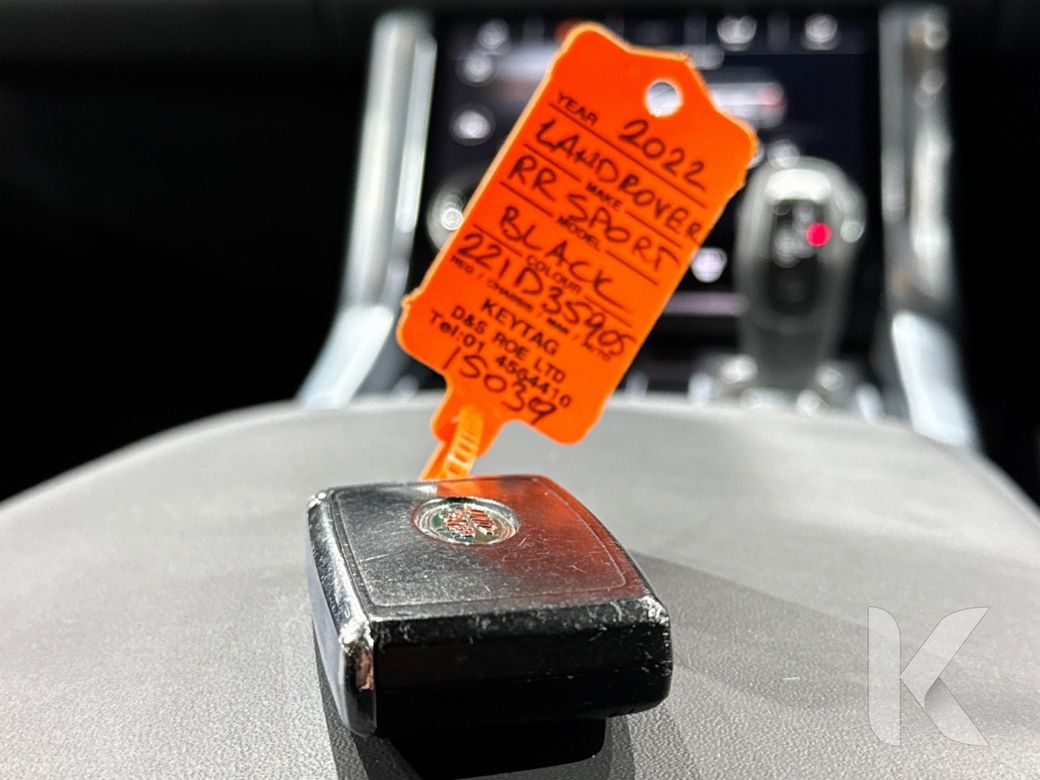 YEAR 2022
LANDROVER
MAKE
RR SPORT
MODEL
BLACK
COLOUR
221D35905
KEYTAG
D&S ROE LTD
Tel:01 4564410
15039
K